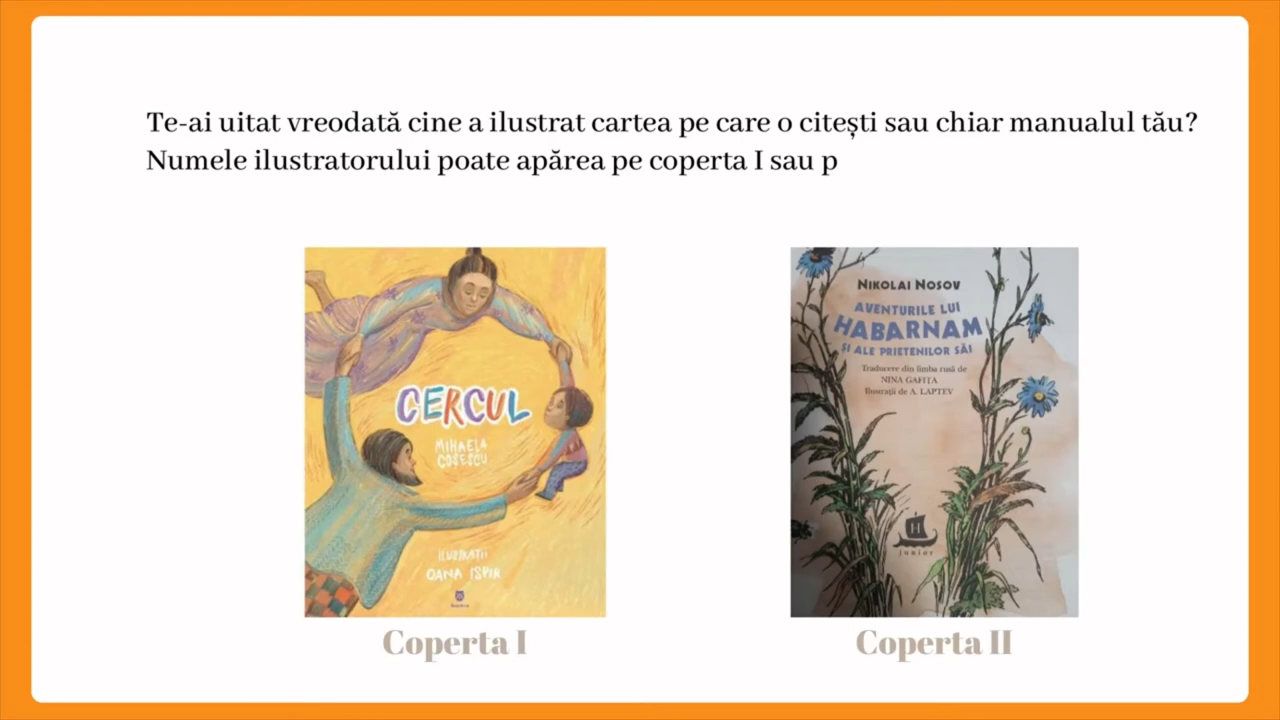 Te-ai uitat vreodată cine a ilustrat cartea pe care o citești sau chiar manualul tău?
Numele ilustratorului poate apărea pe coperta I sau p
CERCUL
MIHAELA
COȘESCU
ILUSTRAȚII
OANA ISPIR
Coperta I
NIKOLAI NOSOV
AVENTURILE LUI
HABARNAM
ȘI ALE PRIETENILOR SĂI
Traducere din limba rusă de
NINA GAFIȚA
Ilustrații de A. LAPTEV
H
junior
Coperta II